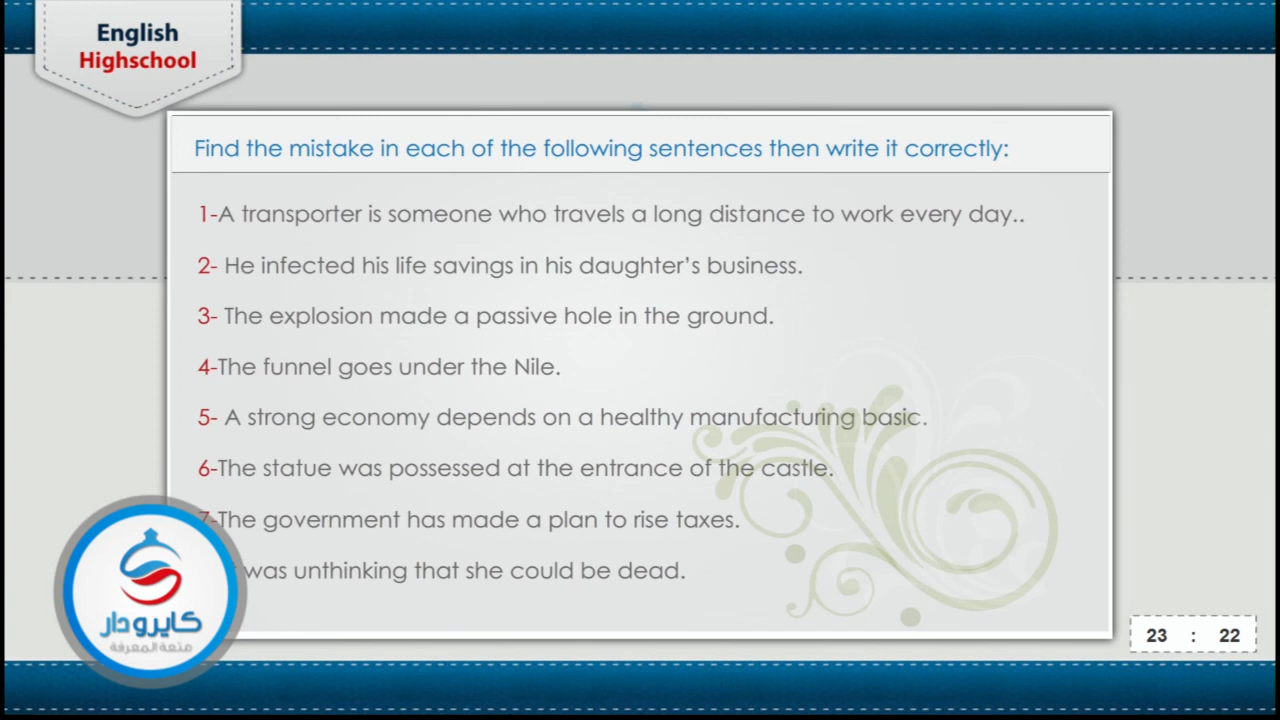 English
Highschool
Find the mistake in each of the following sentences then write it correctly:
1-A transporter is someone who travels a long distance to work every day..
2- He infected his life savings in his daughter’s business.
3- The explosion made a passive hole in the ground.
4-The funnel goes under the Nile.
5- A strong economy depends on a healthy manufacturing basic.
6-The statue was possessed at the entrance of the castle.
7-The government has made a plan to rise taxes.
was unthinking that she could be dead.
كايرودار
متعة المعرفة
23 : 22